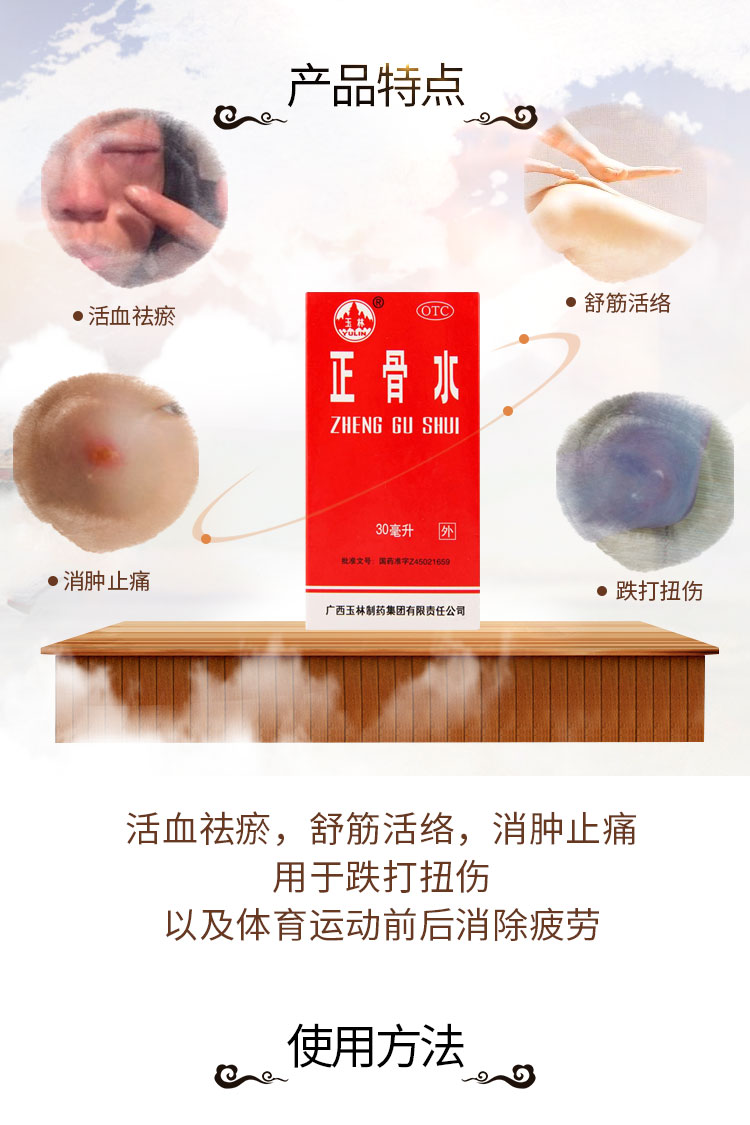 产品特点
• 活血祛瘀
• 舒筋活络
玉林
YULIN
®
OTC
正骨水
ZHENG GU SHUI
30毫升 外
批准文号：国药准字Z45021659
广西玉林制药集团有限责任公司
• 消肿止痛
• 跌打扭伤
活血祛瘀，舒筋活络，消肿止痛
用于跌打扭伤
以及体育运动前后消除疲劳
使用方法